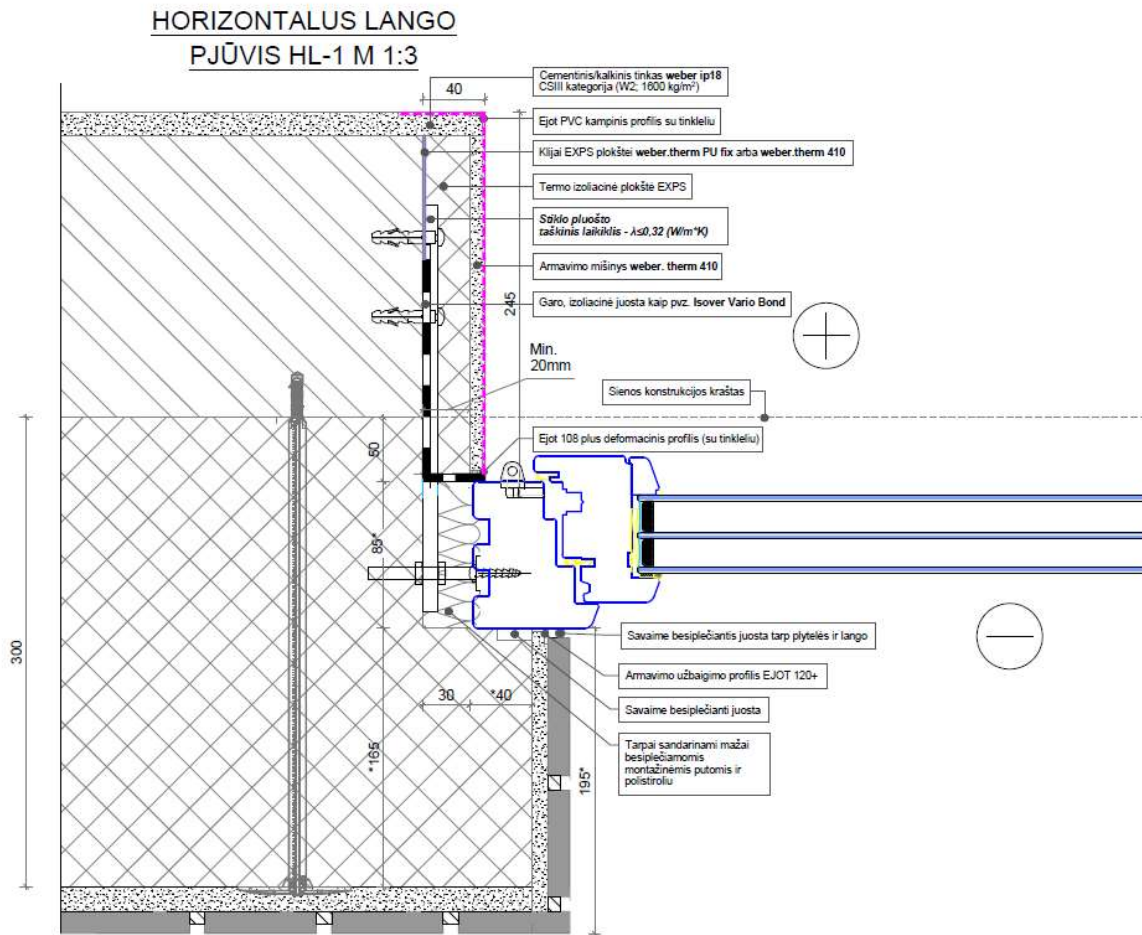 HORIZONTALUS LANGO
PJŪVIS HL-1 M 1:3
40
Cementinis/kalkinis tinkas weber ip18
CSIII kategorija (W2; 1600 kg/m²)
Ejot PVC kampinis profilis su tinkleliu
Klijai EXPS plokštei weber.therm PU fix arba weber.therm 410
Termo izoliacinė plokštė EXPS
Stiklo pluošto
taškinis laikiklis - λ≤0,32 (W/m*K)
Armavimo mišinys weber. therm 410
245
Garo, izoliacinė juosta kaip pvz. Isover Vario Bond
Min.
20mm
Sienos konstrukcijos kraštas
Ejot 108 plus deformacinis profilis (su tinkleliu)
50
85*
300
Savaime besiplečiantis juosta tarp plytelės ir lango
Armavimo užbaigimo profilis EJOT 120+
30
*40
Savaime besiplečianti juosta
*165
195*
Tarpai sandarinami mažai
besiplečiamomis
montažinėmis putomis ir
polistiroliu